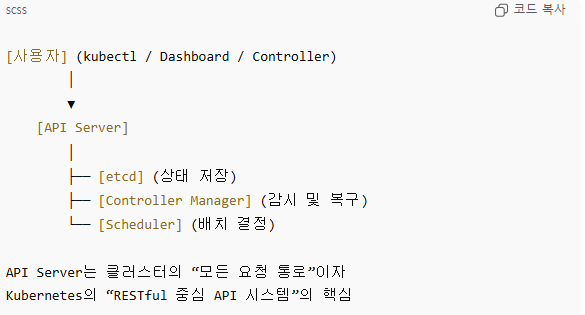 scss
코드 복사
[사용자] (kubectl / Dashboard / Controller)
│
▼
[API Server]
│
├── [etcd] (상태 저장)
├── [Controller Manager] (감시 및 복구)
└── [Scheduler] (배치 결정)
API Server는 클러스터의 “모든 요청 통로”이자
Kubernetes의 “RESTful 중심 API 시스템”의 핵심